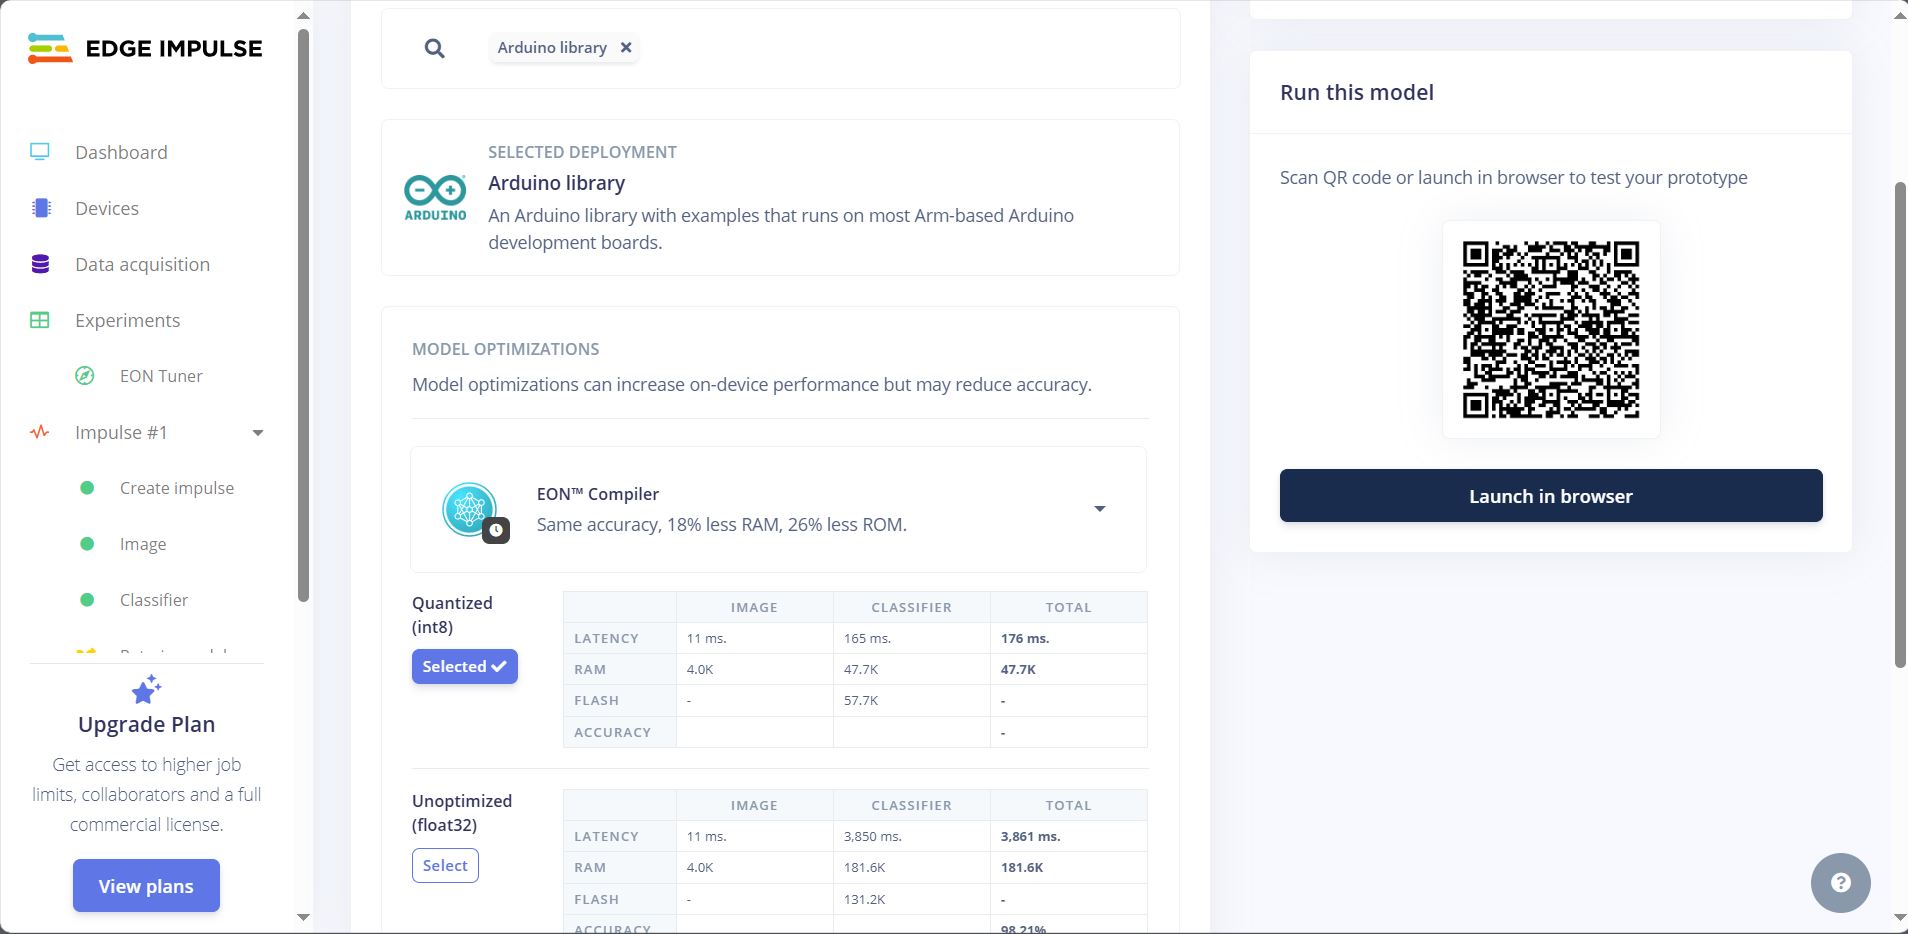 EDGE IMPULSE
Dashboard
Devices
Data acquisition
Experiments
EON Tuner
Impulse #1
Create impulse
Image
Classifier
Upgrade Plan
Get access to higher job
limits, collaborators and a full
commercial license.
View plans
Arduino library
SELECTED DEPLOYMENT
ARDUINO
Arduino library
An Arduino library with examples that runs on most Arm-based Arduino
development boards.
MODEL OPTIMIZATIONS
Model optimizations can increase on-device performance but may reduce accuracy.
EON™ Compiler
Same accuracy, 18% less RAM, 26% less ROM.
Quantized
(int8)
Selected
IMAGE CLASSIFIER TOTAL
LATENCY 11 ms. 165 ms. 176 ms.
RAM 4.0K 47.7K 47.7K
FLASH - 57.7K -
ACCURACY -
Unoptimized
(float32)
Select
IMAGE CLASSIFIER TOTAL
LATENCY 11 ms. 3,850 ms. 3,861 ms.
RAM 4.0K 181.6K 181.6K
FLASH - 131.2K -
ACCURACY 98.21%
Run this model
Scan QR code or launch in browser to test your prototype
Launch in browser